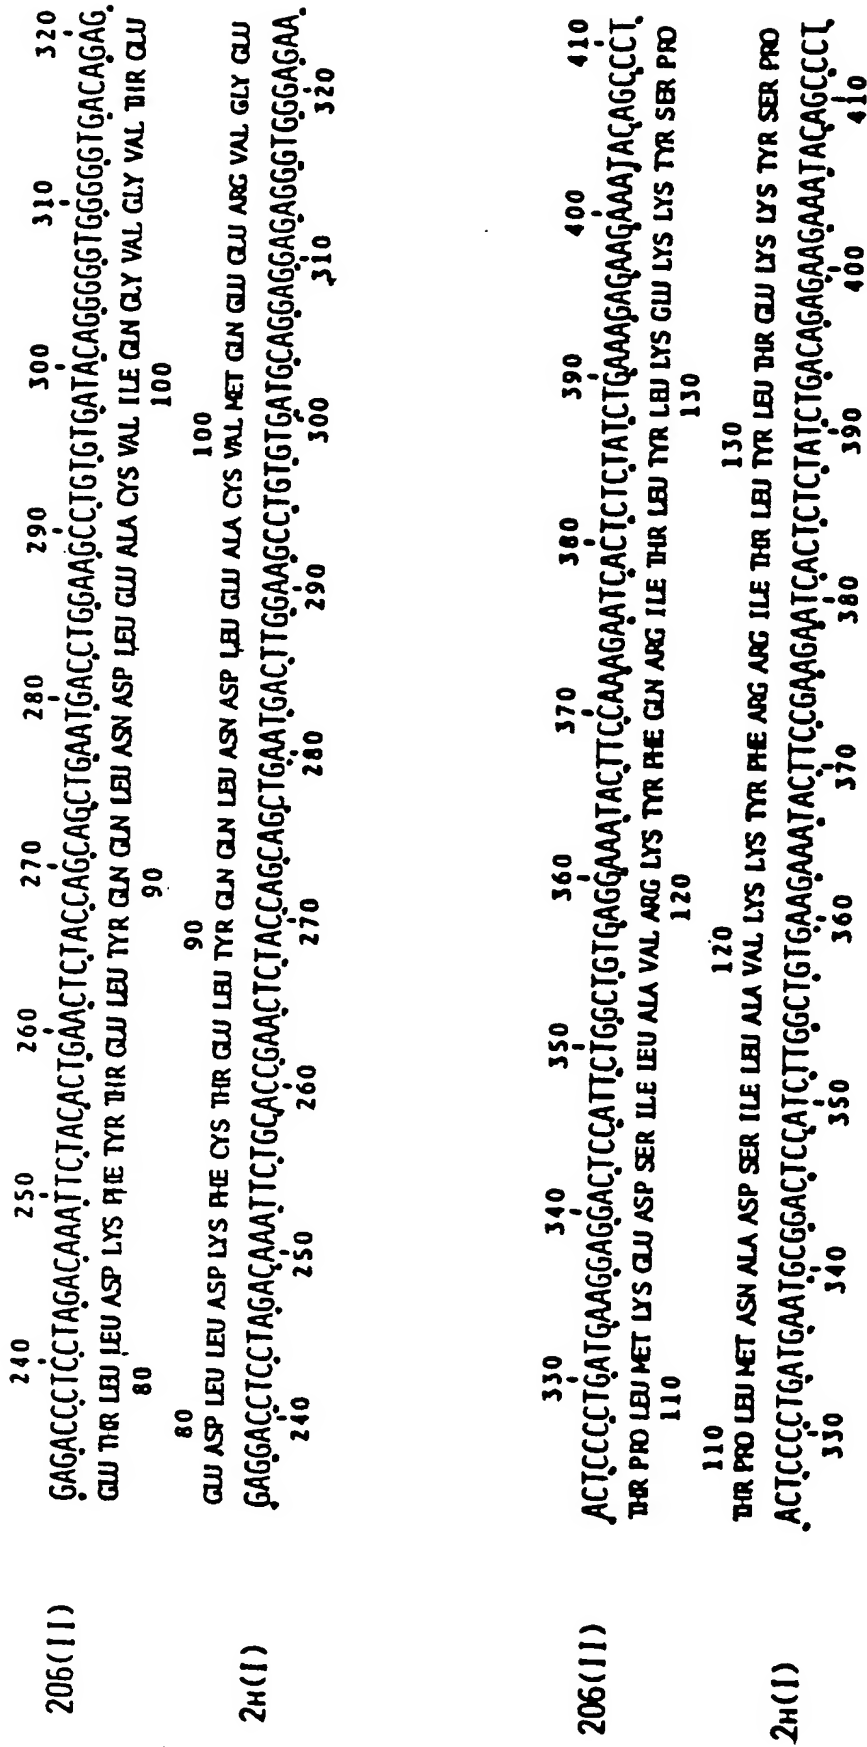 240 250 260 270 280 290 300 310 320
206(II) GAGACCCTCCTAGACAAATTCTACACTGAACTCTACCAGCAGCTGAATGACCTGGAAGCCTGTGTGATACAGGGGGTGGGGGTGACAGAG
GLU THR LEU LEU ASP LYS PHE TYR THR GLU LEU TYR GLN GLN LEU ASN ASP LEU GLU ALA CYS VAL ILE GLN GLY VAL GLY VAL THR GLU
80 90 100
80 90 100
GLU ASP LEU LEU ASP LYS PHE CYS THR GLU LEU TYR GLN GLN LEU ASN ASP LEU GLU ALA CYS VAL MET GLN GLU GLU ARG VAL GLY GLU
2H(I) GAGGACCTCCTAGACAAATTCTGCACCGAACTCTACCAGCAGCTGAATGACTTGGAAGCCTGTGTGATGCAGGAGGAGAGGGTGGGAGAA
240 250 260 270 280 290 300 310 320
330 340 350 360 370 380 390 400 410
206(II) ACTCCCCTGATGAAGGAGGACTCCATTCTGGCTGTGAGGAAATACTTCCAAAGAATCACTCTCTATCTGAAAGAGAAGAAATACAGCCCT
THR PRO LEU MET LYS GLU ASP SER ILE LEU ALA VAL ARG LYS TYR PHE GLN ARG ILE THR LEU TYR LEU LYS GLU LYS LYS TYR SER PRO
110 120 130
110 120 130
THR PRO LEU MET ASN ALA ASP SER ILE LEU ALA VAL LYS LYS TYR PHE ARG ARG ILE THR LEU TYR LEU THR GLU LYS LYS TYR SER PRO
2H(I) ACTCCCCTGATGAATGCGGACTCCATCTTGGCTGTGAAGAAATACTTCCGAAGAATCACTCTCTATCTGACAGAGAAGAAATACAGCCCT
330 340 350 360 370 380 390 400 410